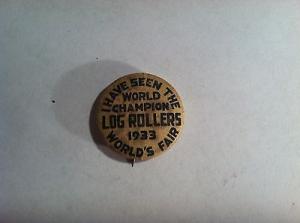 I HAVE SEEN THE
WORLD
CHAMPION
LOG ROLLERS
1933
WORLD'S FAIR